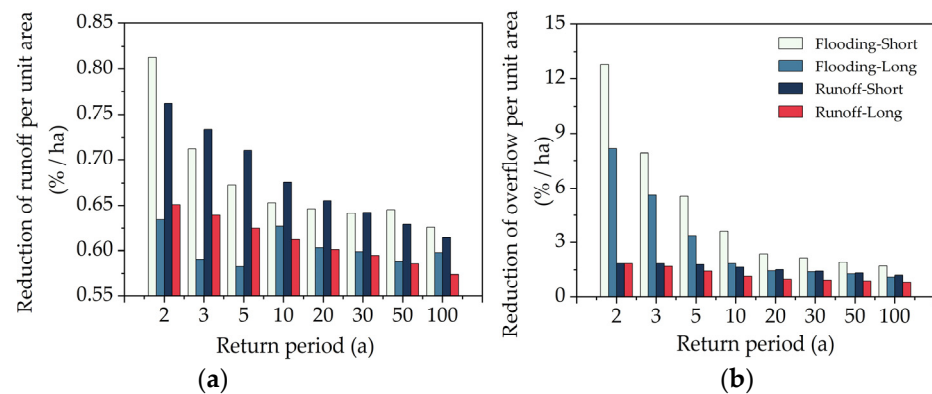 Reduction of runoff per unit area
(% / ha)
0.85
0.80
0.75
0.70
0.65
0.60
0.55
2 3 5 10 20 30 50 100
Return period (a)
(a)
Reduction of overflow per unit area
(% / ha)
15
12
9
6
3
0
Flooding-Short
Flooding-Long
Runoff-Short
Runoff-Long
2 3 5 10 20 30 50 100
Return period (a)
(b)